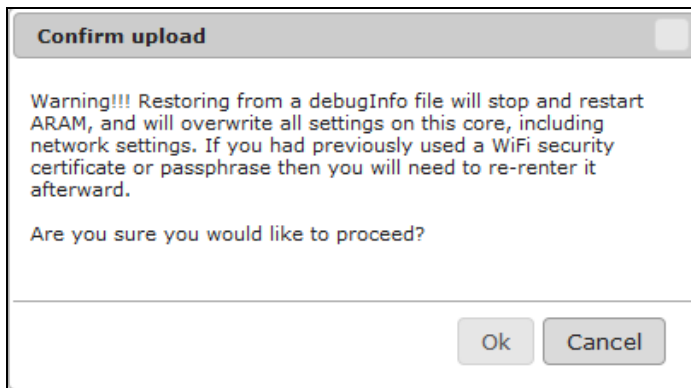 Confirm upload
Warning!!! Restoring from a debugInfo file will stop and restart
ARAM, and will overwrite all settings on this core, including
network settings. If you had previously used a WiFi security
certificate or passphrase then you will need to re-renter it
afterward.
Are you sure you would like to proceed?
Ok
Cancel